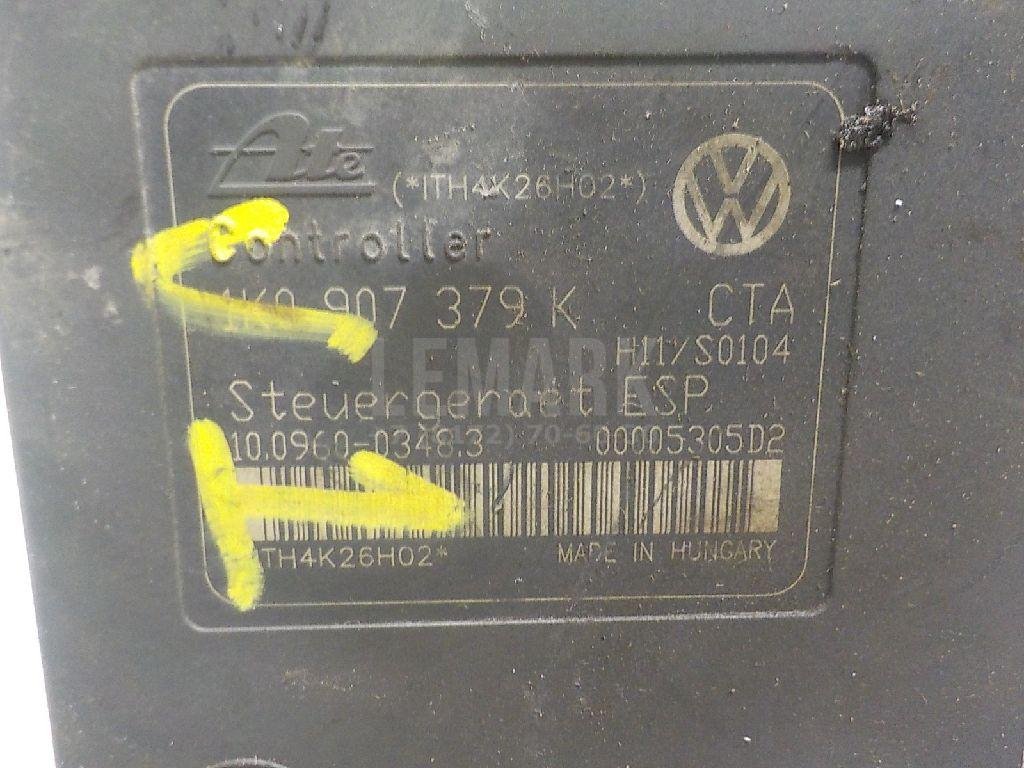 Ate (*ITH4K26H02*)
Controller
1K0 907 379 K CTA
H11/S0104
LEMARK
Steuergeraet ESP
10.0960-0348.3 00005305D2
ITH4K26H02* MADE IN HUNGARY